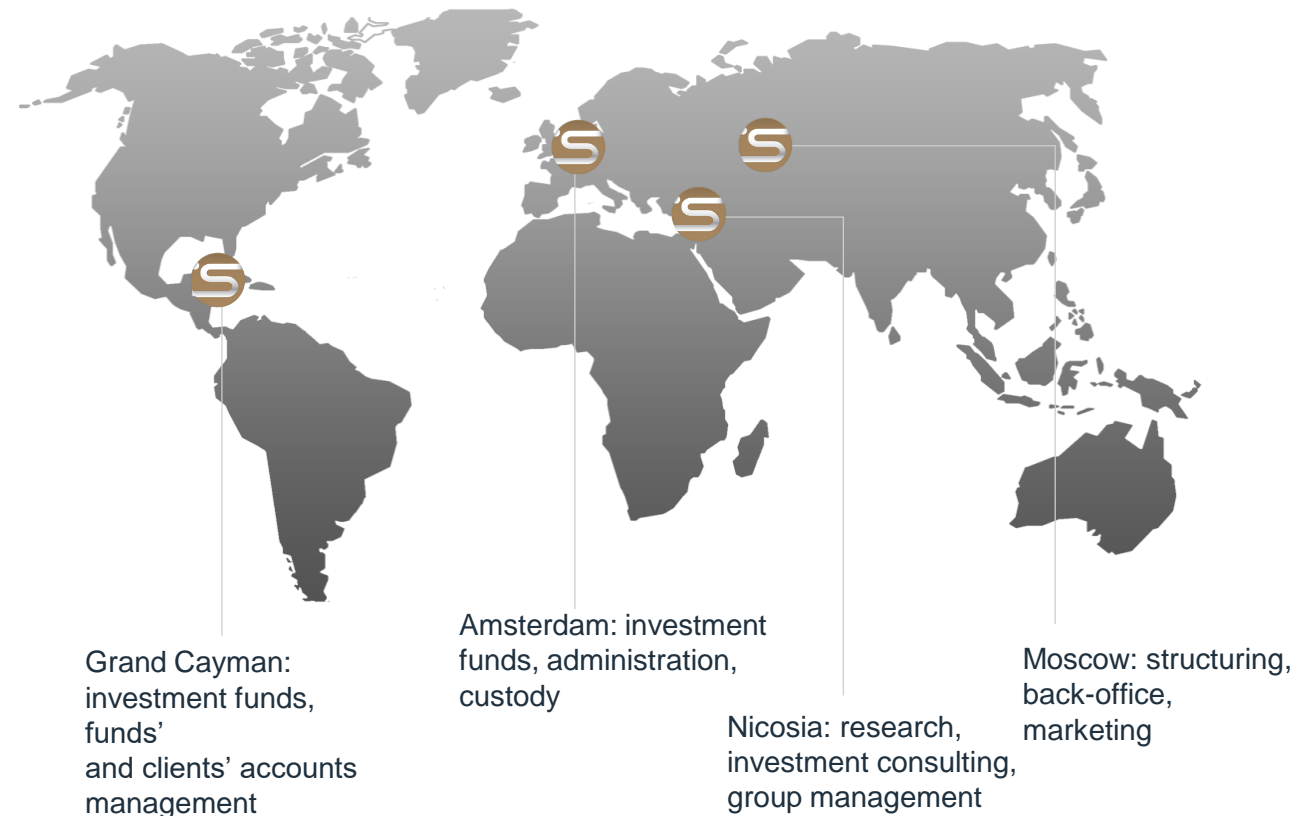 Grand Cayman:
investment funds,
funds’
and clients’ accounts
management
Amsterdam: investment
funds, administration,
custody
Nicosia: research,
investment consulting,
group management
Moscow: structuring,
back-office,
marketing